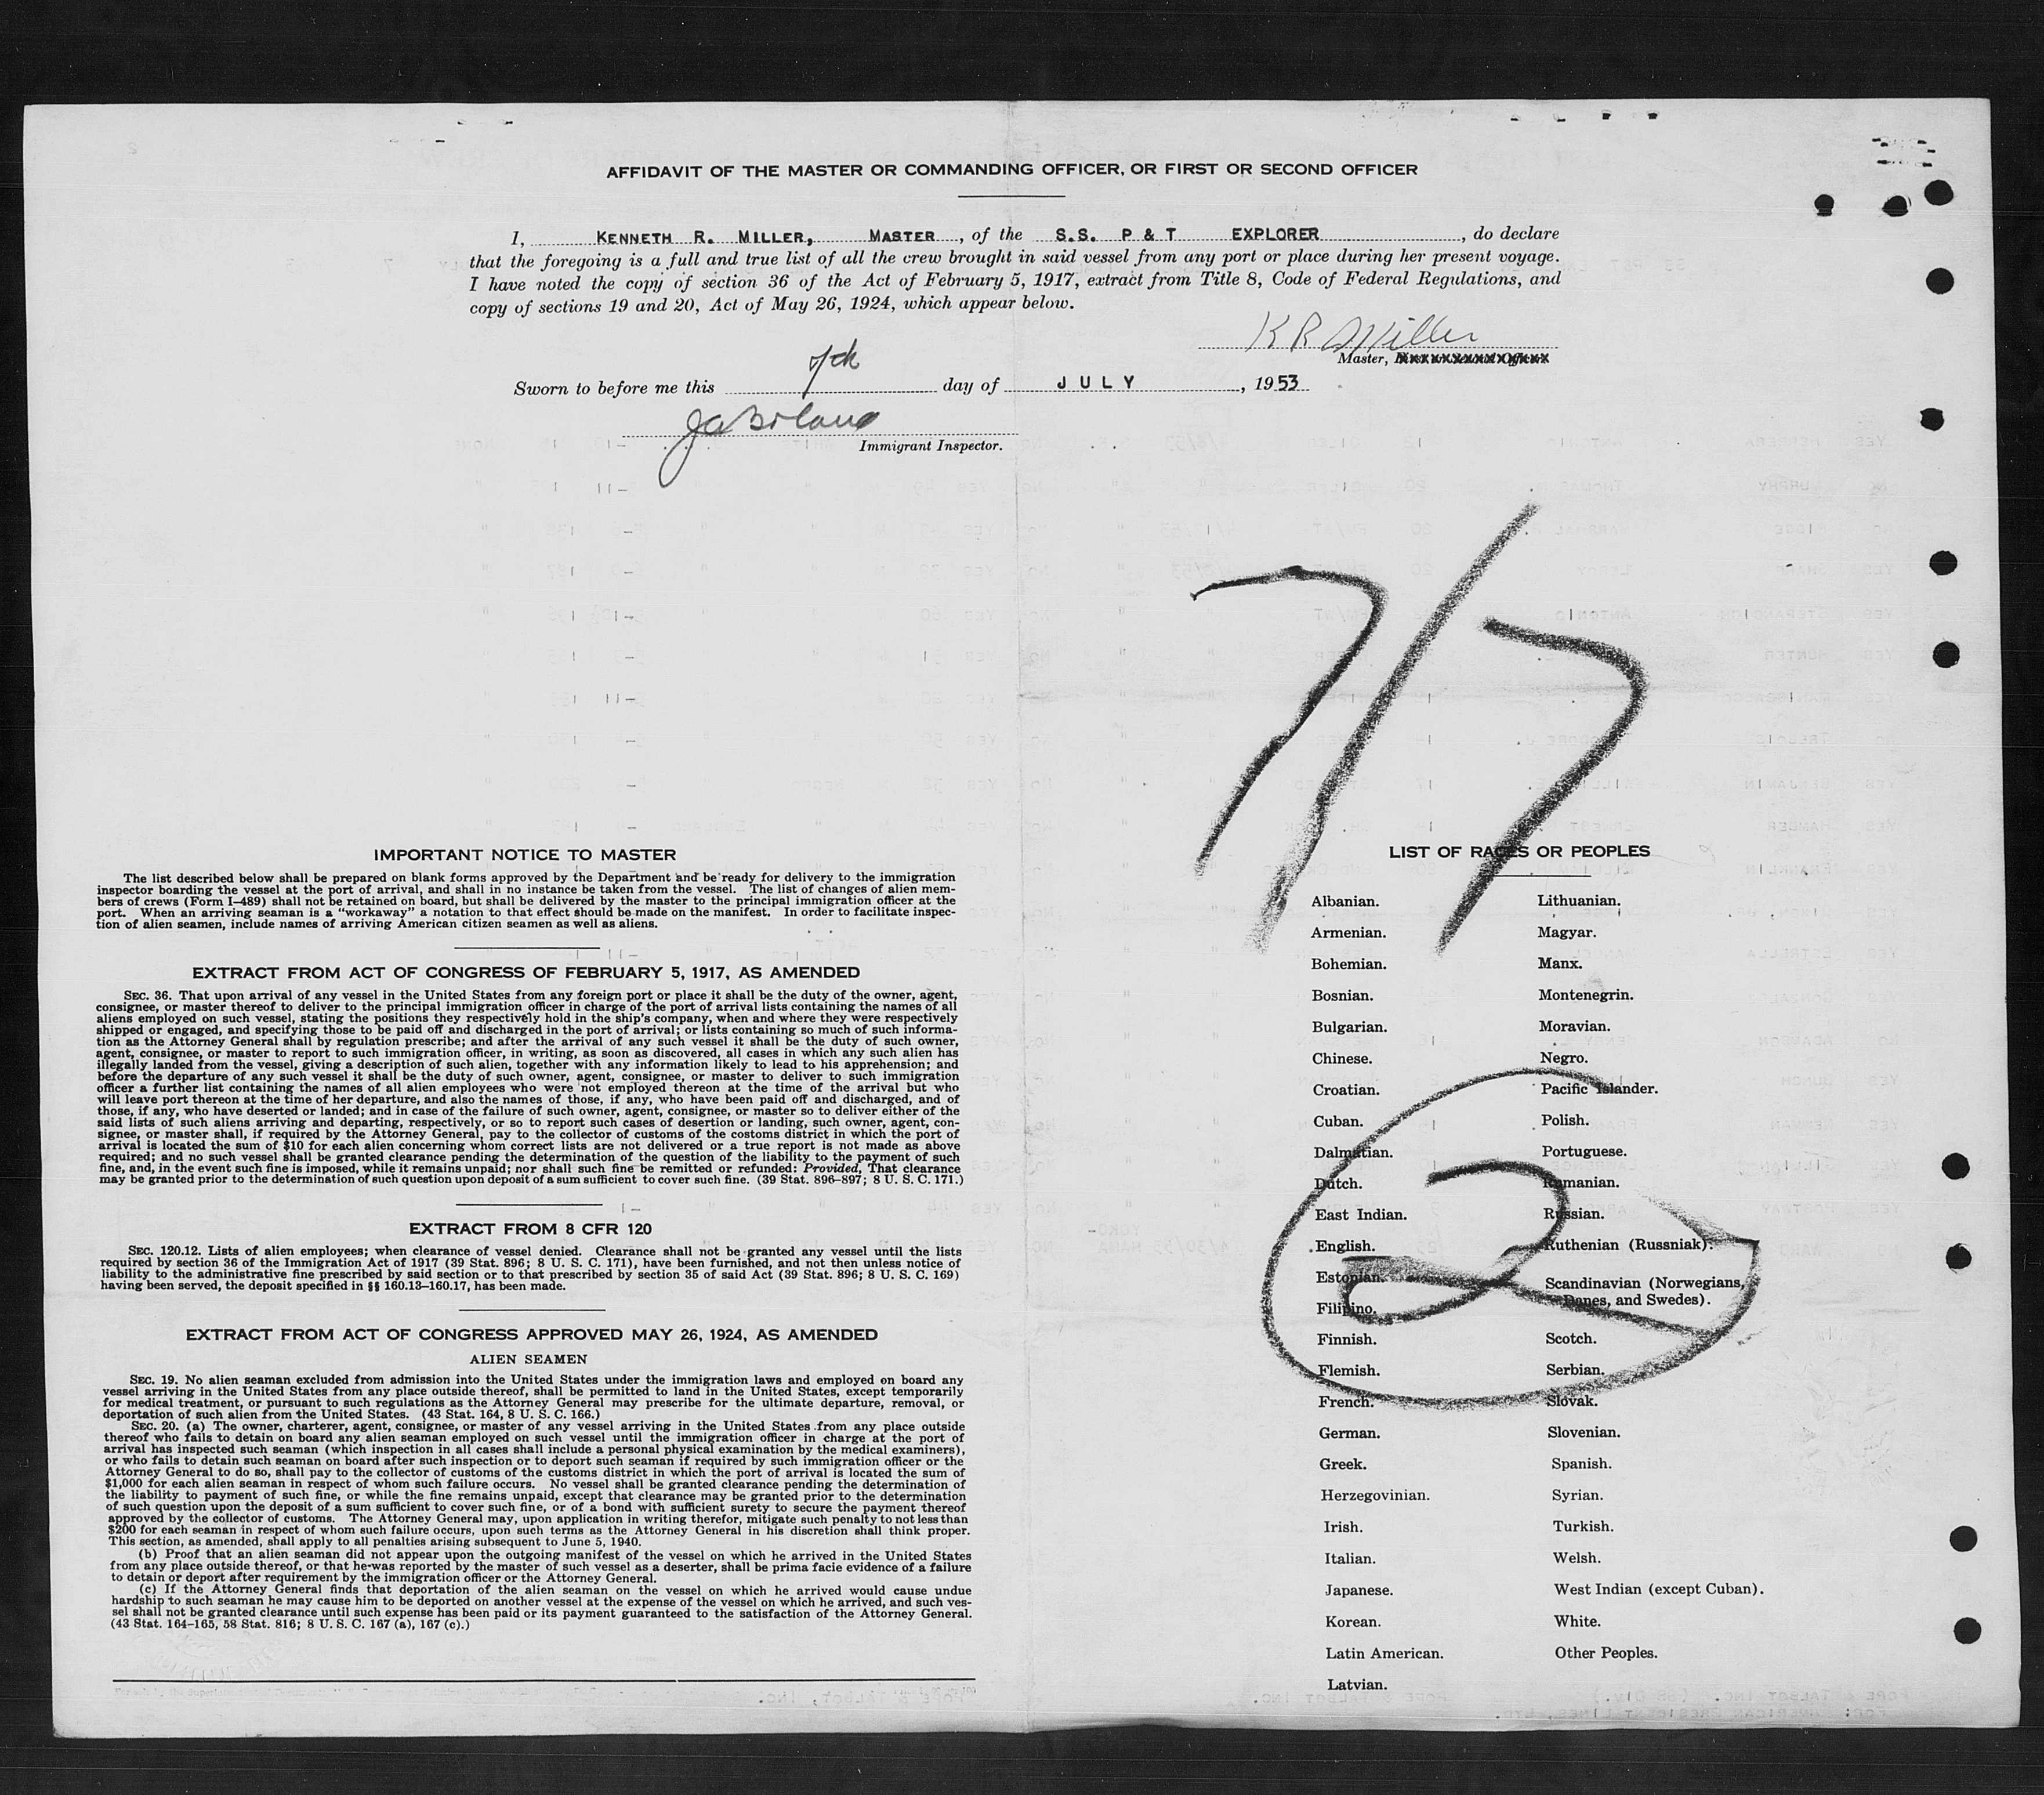 AFFIDAVIT OF THE MASTER OR COMMANDING OFFICER, OR FIRST OR SECOND OFFICER
I, KENNETH R. MILLER, MASTER, of the S.S. P & T EXPLORER, do declare
that the foregoing is a full and true list of all the crew brought in said vessel from any port or place during her present voyage.
I have noted the copy of section 36 of the Act of February 5, 1917, extract from Title 8, Code of Federal Regulations, and
copy of sections 19 and 20, Act of May 26, 1924, which appear below.
K R Miller
Master,
7th
Sworn to before me this day of JULY, 1953
Immigrant Inspector.
7/7
IMPORTANT NOTICE TO MASTER
The list described below shall be prepared on blank forms approved by the Department and be ready for delivery to the immigration
inspector boarding the vessel at the port of arrival, and shall in no instance be taken from the vessel. The list of changes of alien mem-
bers of crews (Form I-489) shall not be retained on board, but shall be delivered by the master to the principal immigration officer at the
port. When an arriving seaman is a "workaway" a notation to that effect should be made on the manifest. In order to facilitate inspec-
tion of alien seamen, include names of arriving American citizen seamen as well as aliens.
EXTRACT FROM ACT OF CONGRESS OF FEBRUARY 5, 1917, AS AMENDED
SEC. 36. That upon arrival of any vessel in the United States from any foreign port or place it shall be the duty of the owner, agent,
consignee, or master thereof to deliver to the principal immigration officer in charge of the port of arrival lists containing the names of all
aliens employed on such vessel, stating the positions they respectively hold in the ship's company, when and where they were respectively
shipped or engaged, and specifying those to be paid off and discharged in the port of arrival; or lists containing so much of such informa-
tion as the Attorney General shall by regulation prescribe; and after the arrival of any such vessel it shall be the duty of such owner,
agent, consignee, or master to report to such immigration officer, in writing, as soon as discovered, all cases in which any such alien has
illegally landed from the vessel, giving a description of such alien, together with any information likely to lead to his apprehension; and
before the departure of any such vessel it shall be the duty of such owner, agent, consignee, or master to deliver to such immigration
officer a further list containing the names of all alien employees who were not employed thereon at the time of the arrival but who
will leave port thereon at the time of her departure, and also the names of those, if any, who have been paid off and discharged, and of
those, if any, who have deserted or landed; and in case of the failure of such owner, agent, consignee, or master so to deliver either of the
said lists of such aliens arriving and departing, respectively, or so to report such cases of desertion or landing, such owner, agent, con-
signee, or master shall, if required by the Attorney General, pay to the collector of customs of the costoms district in which the port of
arrival is located the sum of $10 for each alien concerning whom correct lists are not delivered or a true report is not made as above
required; and no such vessel shall be granted clearance pending the determination of the question of the liability to the payment of such
fine, and, in the event such fine is imposed, while it remains unpaid; nor shall such fine be remitted or refunded: Provided, That clearance
may be granted prior to the determination of such question upon deposit of a sum sufficient to cover such fine. (39 Stat. 896-897; 8 U. S. C. 171.)
EXTRACT FROM 8 CFR 120
SEC. 120.12. Lists of alien employees; when clearance of vessel denied. Clearance shall not be granted any vessel until the lists
required by section 36 of the Immigration Act of 1917 (39 Stat. 896; 8 U. S. C. 171), have been furnished, and not then unless notice of
liability to the administrative fine prescribed by said section or to that prescribed by section 35 of said Act (39 Stat. 896; 8 U. S. C. 169)
having been served, the deposit specified in §§ 160.13-160.17, has been made.
EXTRACT FROM ACT OF CONGRESS APPROVED MAY 26, 1924, AS AMENDED
ALIEN SEAMEN
SEC. 19. No alien seaman excluded from admission into the United States under the immigration laws and employed on board any
vessel arriving in the United States from any place outside thereof, shall be permitted to land in the United States, except temporarily
for medical treatment, or pursuant to such regulations as the Attorney General may prescribe for the ultimate departure, removal, or
deportation of such alien from the United States. (43 Stat. 164, 8 U. S. C. 166.)
SEC. 20. (a) The owner, charterer, agent, consignee, or master of any vessel arriving in the United States from any place outside
thereof who fails to detain on board any alien seaman employed on such vessel until the immigration officer in charge at the port of
arrival has inspected such seaman (which inspection in all cases shall include a personal physical examination by the medical examiners),
or who fails to detain such seaman on board after such inspection or to deport such seaman if required by such immigration officer or the
Attorney General to do so, shall pay to the collector of customs of the customs district in which the port of arrival is located the sum of
$1,000 for each alien seaman in respect of whom such failure occurs. No vessel shall be granted clearance pending the determination of
the liability to payment of such fine, or while the fine remains unpaid, except that clearance may be granted prior to the determination
of such question upon the deposit of a sum sufficient to cover such fine, or of a bond with sufficient surety to secure the payment thereof
approved by the collector of customs. The Attorney General may, upon application in writing therefor, mitigate such penalty to not less than
$200 for each seaman in respect of whom such failure occurs, upon such terms as the Attorney General in his discretion shall think proper.
This section, as amended, shall apply to all penalties arising subsequent to June 5, 1940.
(b) Proof that an alien seaman did not appear upon the outgoing manifest of the vessel on which he arrived in the United States
from any place outside thereof, or that he was reported by the master of such vessel as a deserter, shall be prima facie evidence of a failure
to detain or deport after requirement by the immigration officer or the Attorney General.
(c) If the Attorney General finds that deportation of the alien seaman on the vessel on which he arrived would cause undue
hardship to such seaman he may cause him to be deported on another vessel at the expense of the vessel on which he arrived, and such ves-
sel shall not be granted clearance until such expense has been paid or its payment guaranteed to the satisfaction of the Attorney General.
(43 Stat. 164-165, 58 Stat. 816; 8 U. S. C. 167 (a), 167 (c).)
LIST OF RACES OR PEOPLES
Albanian.
Armenian.
Bohemian.
Bosnian.
Bulgarian.
Chinese.
Croatian.
Cuban.
Dalmatian.
Dutch.
East Indian.
English.
Estonian.
Filipino.
Finnish.
Flemish.
French.
German.
Greek.
Herzegovinian.
Irish.
Italian.
Japanese.
Korean.
Latin American.
Latvian.
Lithuanian.
Magyar.
Manx.
Montenegrin.
Moravian.
Negro.
Pacific Islander.
Polish.
Portuguese.
Rumanian.
Russian.
Ruthenian (Russniak).
Scandinavian (Norwegians,
Danes, and Swedes).
Scotch.
Serbian.
Slovak.
Slovenian.
Spanish.
Syrian.
Turkish.
Welsh.
West Indian (except Cuban).
White.
Other Peoples.
2